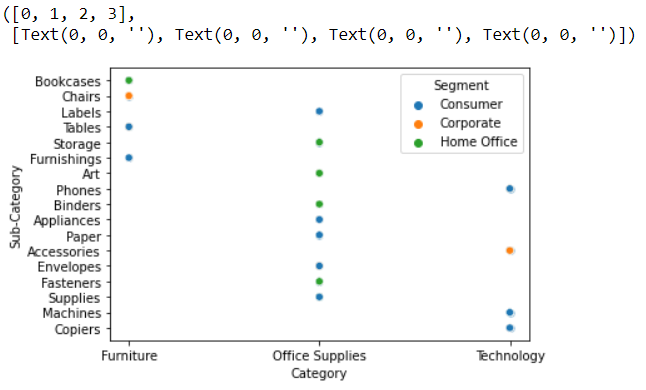 ([0, 1, 2, 3],
[Text(0, 0, ''), Text(0, 0, ''), Text(0, 0, ''), Text(0, 0, '')])
Segment
Consumer
Corporate
Home Office
Sub-Category
Bookcases
Chairs
Labels
Tables
Storage
Furnishings
Art
Phones
Binders
Appliances
Paper
Accessories
Envelopes
Fasteners
Supplies
Machines
Copiers
Furniture
Office Supplies
Technology
Category